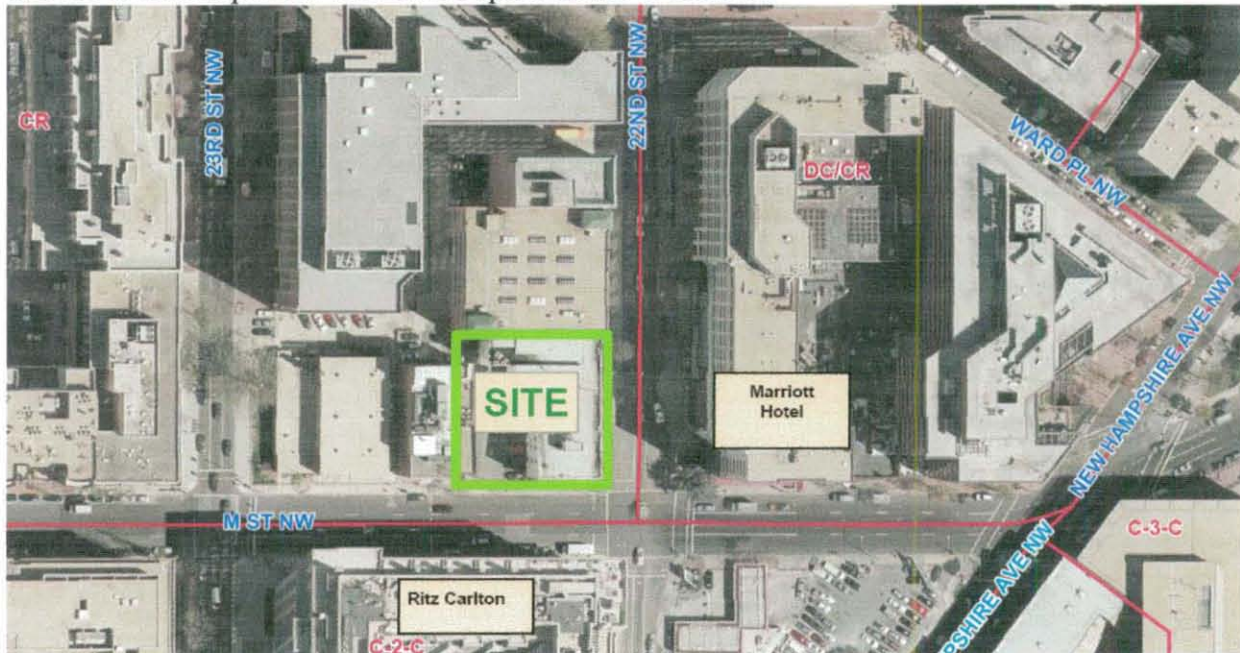 23RD ST NW
22ND ST NW
CR
WARD PL NW
DC/CR
SITE
Marriott
Hotel
NEW HAMPSHIRE AVE NW
M ST NW
C-3-C
Ritz Carlton
PSHIRE AVE NW
C-2-C